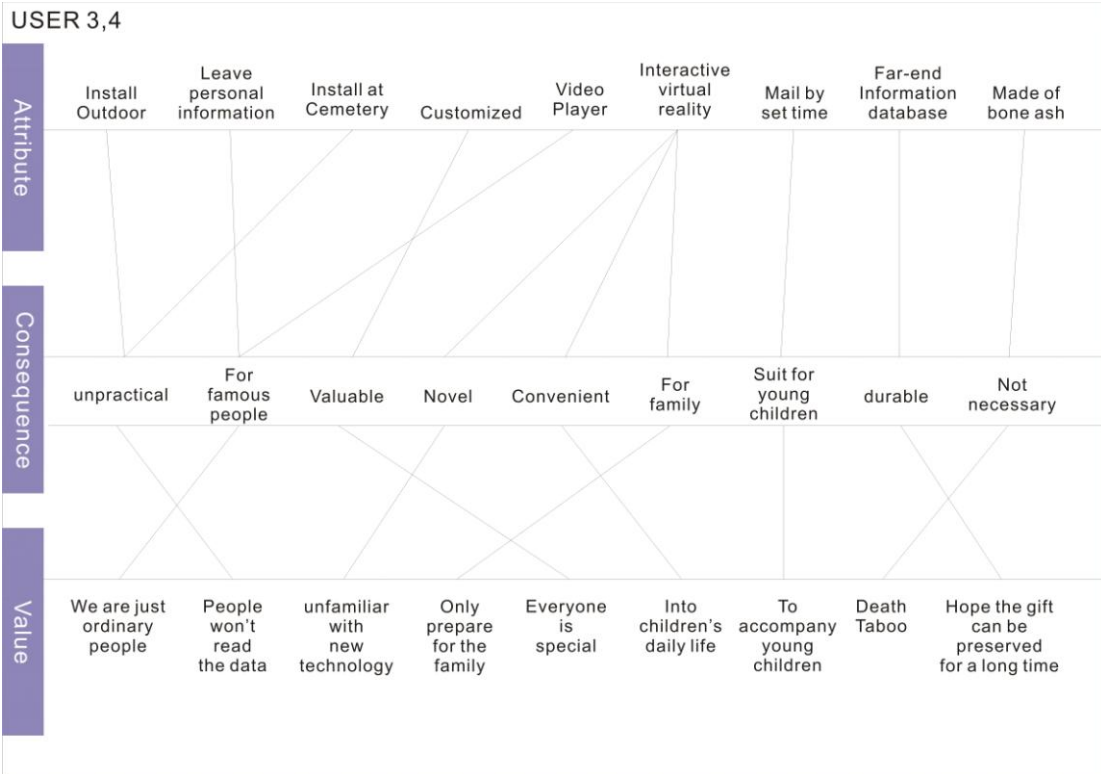 USER 3,4
Attribute
Install
Outdoor
Leave
personal
information
Install at
Cemetery
Customized
Video
Player
Interactive
virtual
reality
Mail by
set time
Far-end
Information
database
Made of
bone ash
Consequence
unpractical
For
famous
people
Valuable
Novel
Convenient
For
family
Suit for
young
children
durable
Not
necessary
Value
We are just
ordinary
people
People
won't
read
the data
unfamiliar
with
new
technology
Only
prepare
for the
family
Everyone
is
special
Into
children's
daily life
To
accompany
young
children
Death
Taboo
Hope the gift
can be
preserved
for a long time